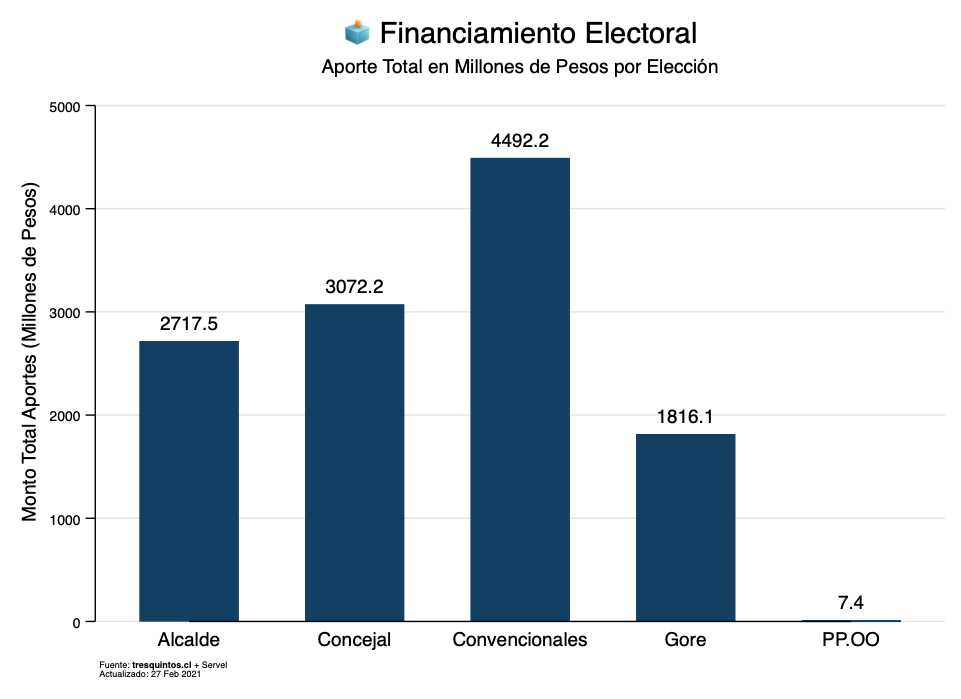 🗳️ Financiamiento Electoral
Aporte Total en Millones de Pesos por Elección
Monto Total Aportes (Millones de Pesos)
5000
4000
3000
2000
1000
0
2717.5
3072.2
4492.2
1816.1
7.4
Alcalde
Concejal
Convencionales
Gore
PP.OO
Fuente: tresquintos.cl + Servel
Actualizado: 27 Feb 2021